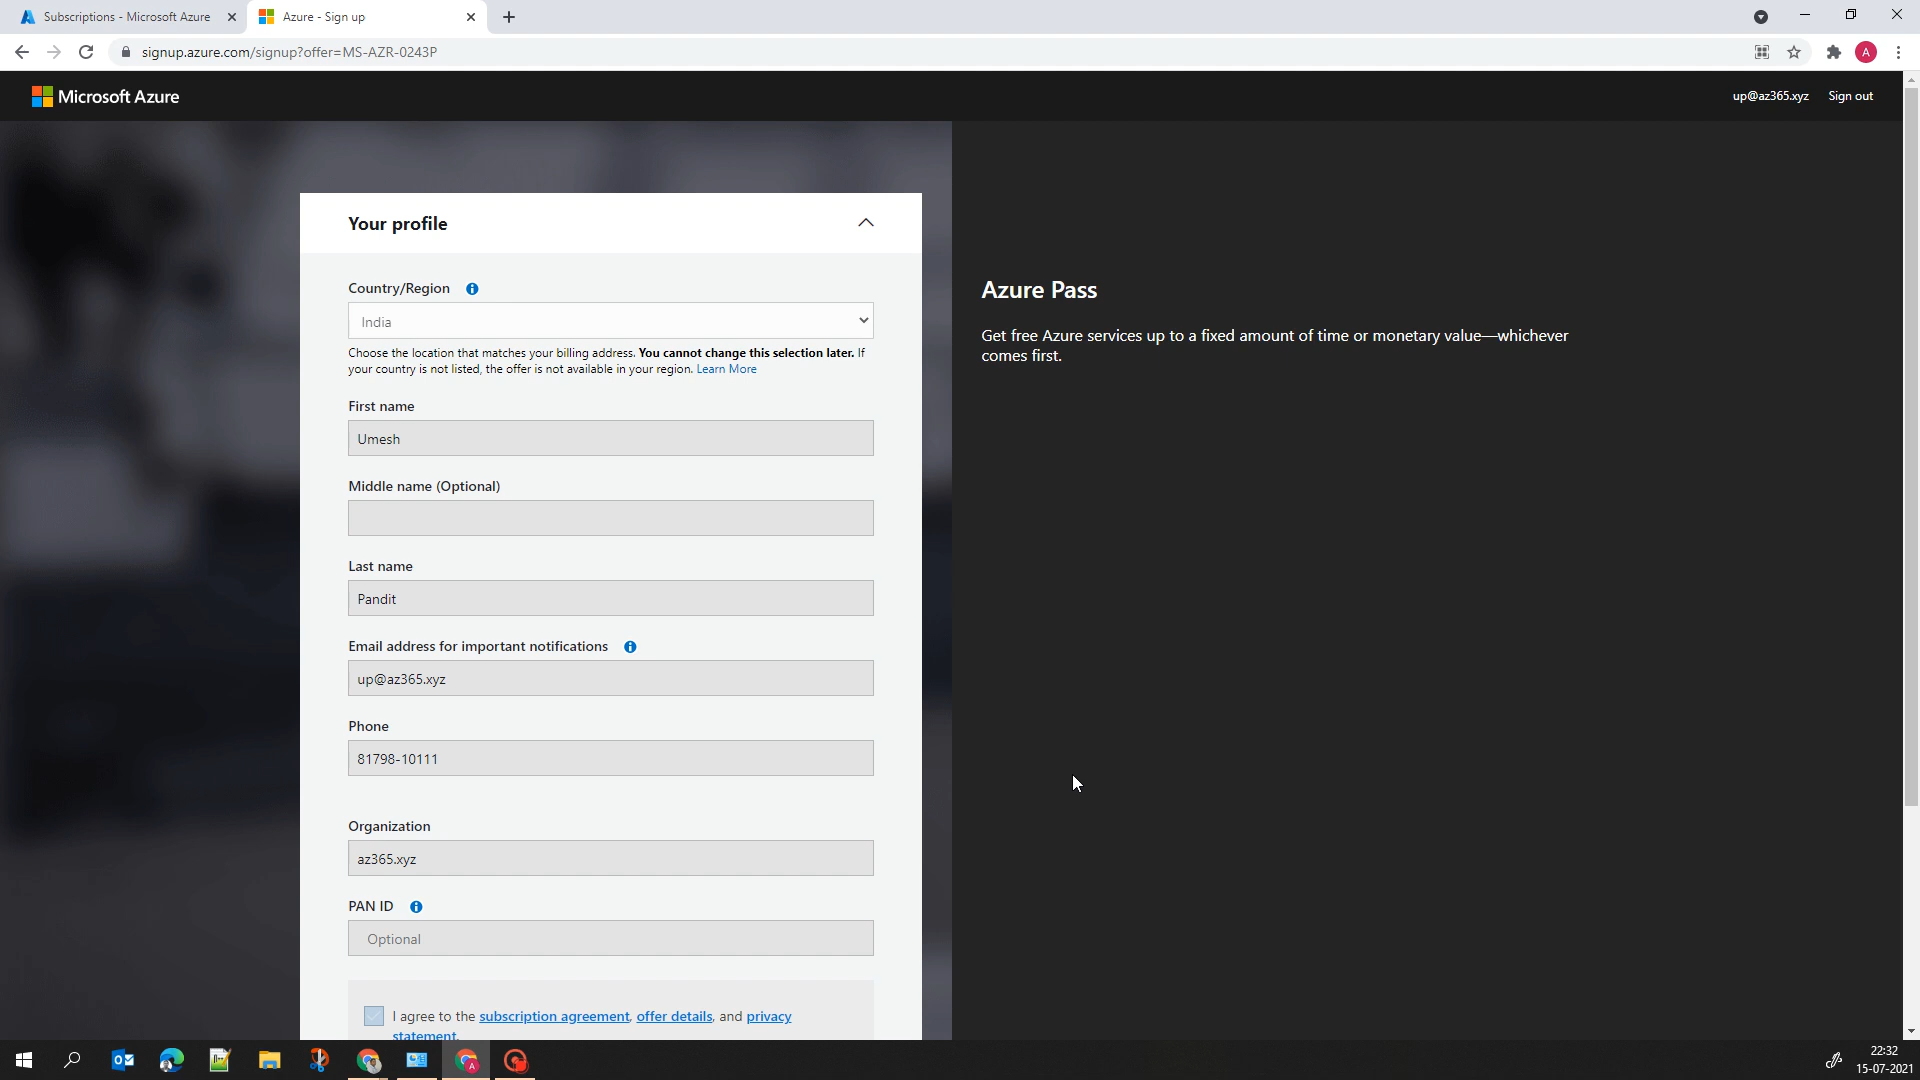 Subscriptions - Microsoft Azure
Azure - Sign up
signup.azure.com/signup?offer=MS-AZR-0243P
A
Microsoft Azure
up@az365.xyz
Sign out
Your profile
Country/Region
India
Choose the location that matches your billing address. You cannot change this selection later. If
your country is not listed, the offer is not available in your region. Learn More
First name
Umesh
Middle name (Optional)
Last name
Pandit
Email address for important notifications
up@az365.xyz
Phone
81798-10111
Organization
az365.xyz
PAN ID
Optional
I agree to the subscription agreement, offer details, and privacy
statement.
Azure Pass
Get free Azure services up to a fixed amount of time or monetary value—whichever
comes first.
22:32
15-07-2021